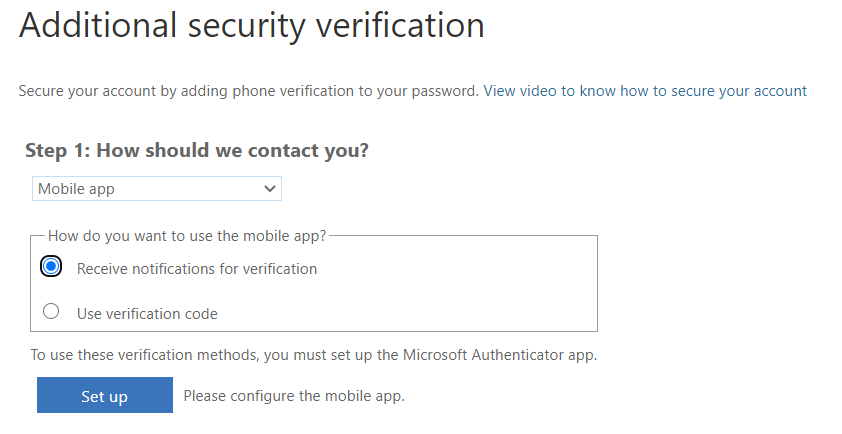 Additional security verification
Secure your account by adding phone verification to your password. View video to know how to secure your account
Step 1: How should we contact you?
Mobile app
How do you want to use the mobile app?
Receive notifications for verification
Use verification code
To use these verification methods, you must set up the Microsoft Authenticator app.
Set up Please configure the mobile app.